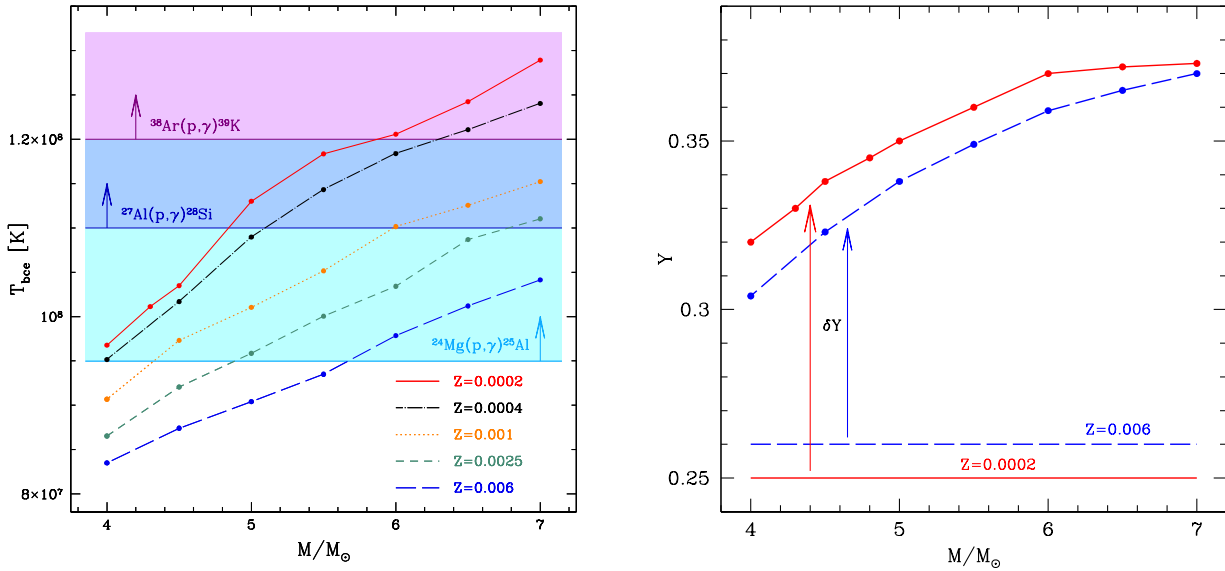 T_bce [K]
1.2×10⁸
10⁸
8×10⁷
³⁸Ar(p,γ)³⁹K
²⁷Al(p,γ)²⁸Si
²⁴Mg(p,γ)²⁵Al
Z=0.0002
Z=0.0004
Z=0.001
Z=0.0025
Z=0.006
4 5 6 7
M/M☉
Y
0.35
0.3
0.25
δY
Z=0.006
Z=0.0002
4 5 6 7
M/M☉